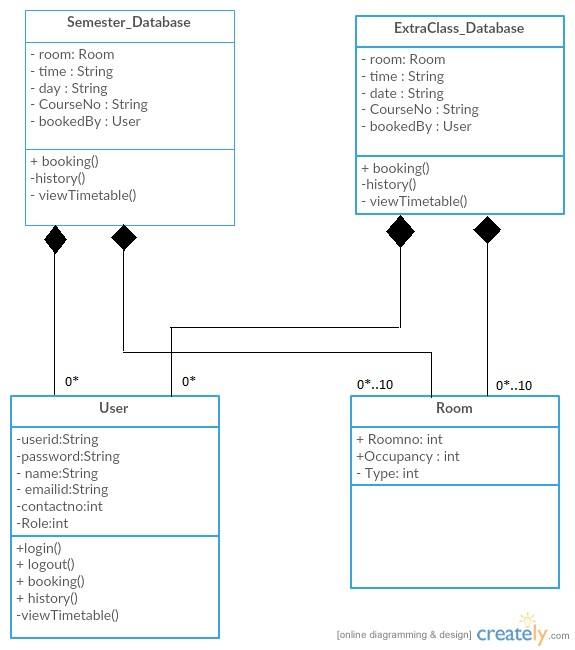 Semester_Database
- room: Room
- time : String
- day : String
- CourseNo : String
- bookedBy : User
+ booking()
-history()
- viewTimetable()
ExtraClass_Database
- room: Room
- time : String
- date : String
- CourseNo : String
- bookedBy : User
+ booking()
-history()
- viewTimetable()
0*
0*
0*..10
0*..10
User
-userid:String
-password:String
- name:String
- emailid:String
-contactno:int
-Role:int
+login()
+ logout()
+ booking()
+ history()
-viewTimetable()
Room
+ Roomno: int
+Occupancy : int
- Type: int
[online diagramming & design] creately.com